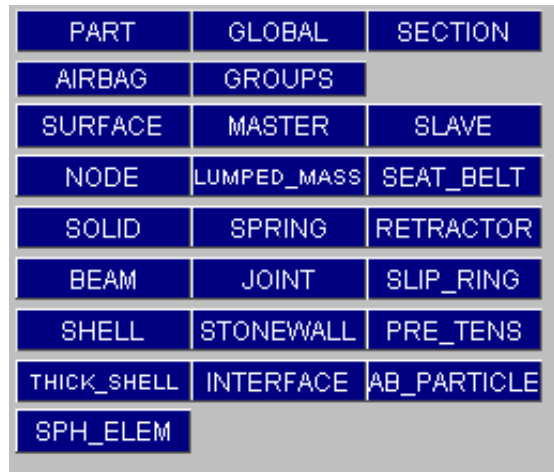 PART GLOBAL SECTION
AIRBAG GROUPS
SURFACE MASTER SLAVE
NODE LUMPED_MASS SEAT_BELT
SOLID SPRING RETRACTOR
BEAM JOINT SLIP_RING
SHELL STONEWALL PRE_TENS
THICK_SHELL INTERFACE AB_PARTICLE
SPH_ELEM